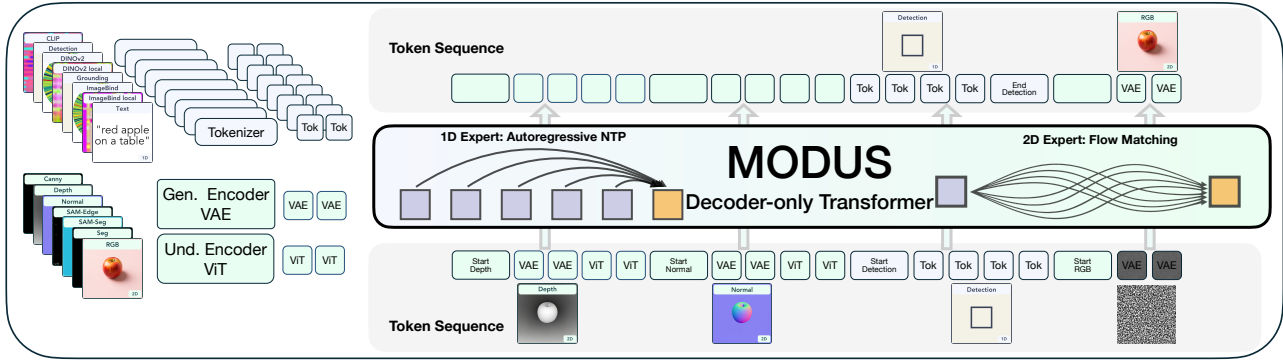 CLIP
Detection
DINOv2
DINOv2 local
Grounding
ImageBind
ImageBind local
Text
"red apple
on a table"
1D
Tokenizer
Tok Tok
Canny
Depth
Normal
SAM-Edge
SAM-Seg
Seg
RGB
2D
Gen. Encoder
VAE
VAE VAE
Und. Encoder
ViT
ViT ViT
Token Sequence
Detection
1D
RGB
2D
Tok Tok Tok Tok End
Detection VAE VAE
1D Expert: Autoregressive NTP
MODUS
Decoder-only Transformer
2D Expert: Flow Matching
Start
Depth VAE VAE ViT ViT Start
Normal VAE VAE ViT ViT Start
Detection Tok Tok Tok Tok Start
RGB VAE VAE
Token Sequence
Depth
2D
Normal
2D
Detection
1D